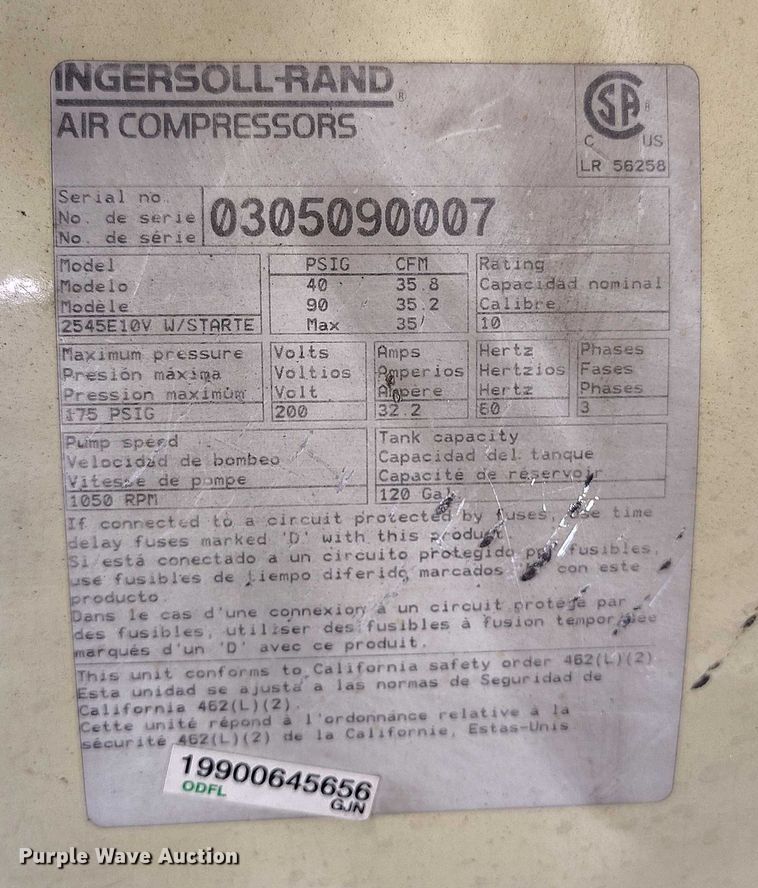 INGERSOLL-RAND®
AIR COMPRESSORS
CSA ®
C US
LR 56258
Serial no.
No. de serie
No. de série
0305090007
Model
Modelo
Modèle
2545E10V W/STARTE
PSIG CFM
40 35.8
90 35.2
Max 35
Rating
Capacidad nominal
Calibre
10
Maximum pressure
Presión máxima
Pression maximum
175 PSIG
Volts
Voltios
Volt
200
Amps
Amperios
Ampere
32.2
Hertz
Hertzios
Hertz
60
Phases
Fases
Phases
3
Pump speed
Velocidad de bombeo
Vitesse de pompe
1050 RPM
Tank capacity
Capacidad del tanque
Capacité de réservoir
120 Gal
If connected to a circuit protected by fuses, use time
delay fuses marked 'D' with this product
Si está conectado a un circuito protegido por fusibles,
use fusibles de tiempo diferido marcados con este
producto.
Dans le cas d'une connexion à un circuit protégé par
des fusibles, utiliser des fusibles à fusion temporisée
marqués d'un 'D' avec ce produit.
This unit conforms to California safety order 462(L)(2)
Esta unidad se ajusta a las normas de Seguridad de
California 462(L)(2).
Cette unité répond à l'ordonnance relative à la
sécurité 462(L)(2) de la Californie, Estas-Unis
19900645656
ODFL GJN
Purple Wave Auction